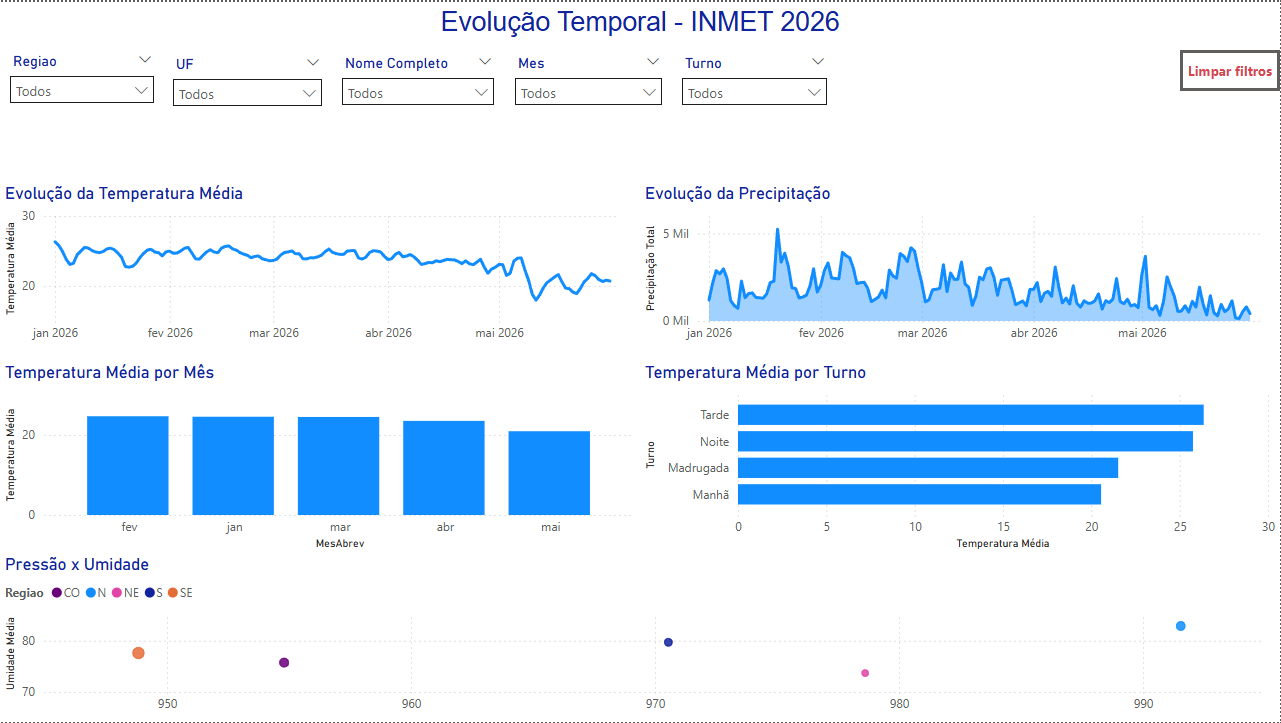 Evolução Temporal - INMET 2026
Regiao UF Nome Completo Mes Turno
Todos Todos Todos Todos Todos
Limpar filtros
Evolução da Temperatura Média
Temperatura Média
30
20
jan 2026 fev 2026 mar 2026 abr 2026 mai 2026
Evolução da Precipitação
Precipitação Total
5 Mil
0 Mil
jan 2026 fev 2026 mar 2026 abr 2026 mai 2026
Temperatura Média por Mês
Temperatura Média
20
0
fev jan mar abr mai
MesAbrev
Temperatura Média por Turno
Turno
Tarde
Noite
Madrugada
Manhã
0 5 10 15 20 25 30
Temperatura Média
Pressão x Umidade
Regiao CO N NE S SE
Umidade Média
80
70
950 960 970 980 990